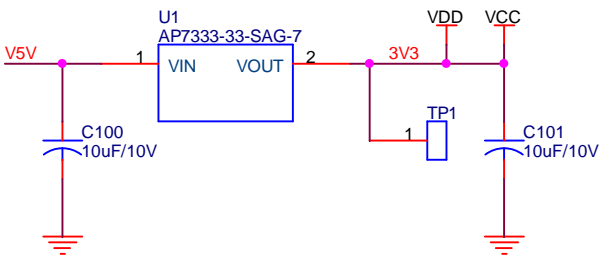 U1
AP7333-33-SAG-7
VDD
VCC
V5V
1
VIN
VOUT
2
3V3
C100
10uF/10V
TP1
1
C101
10uF/10V